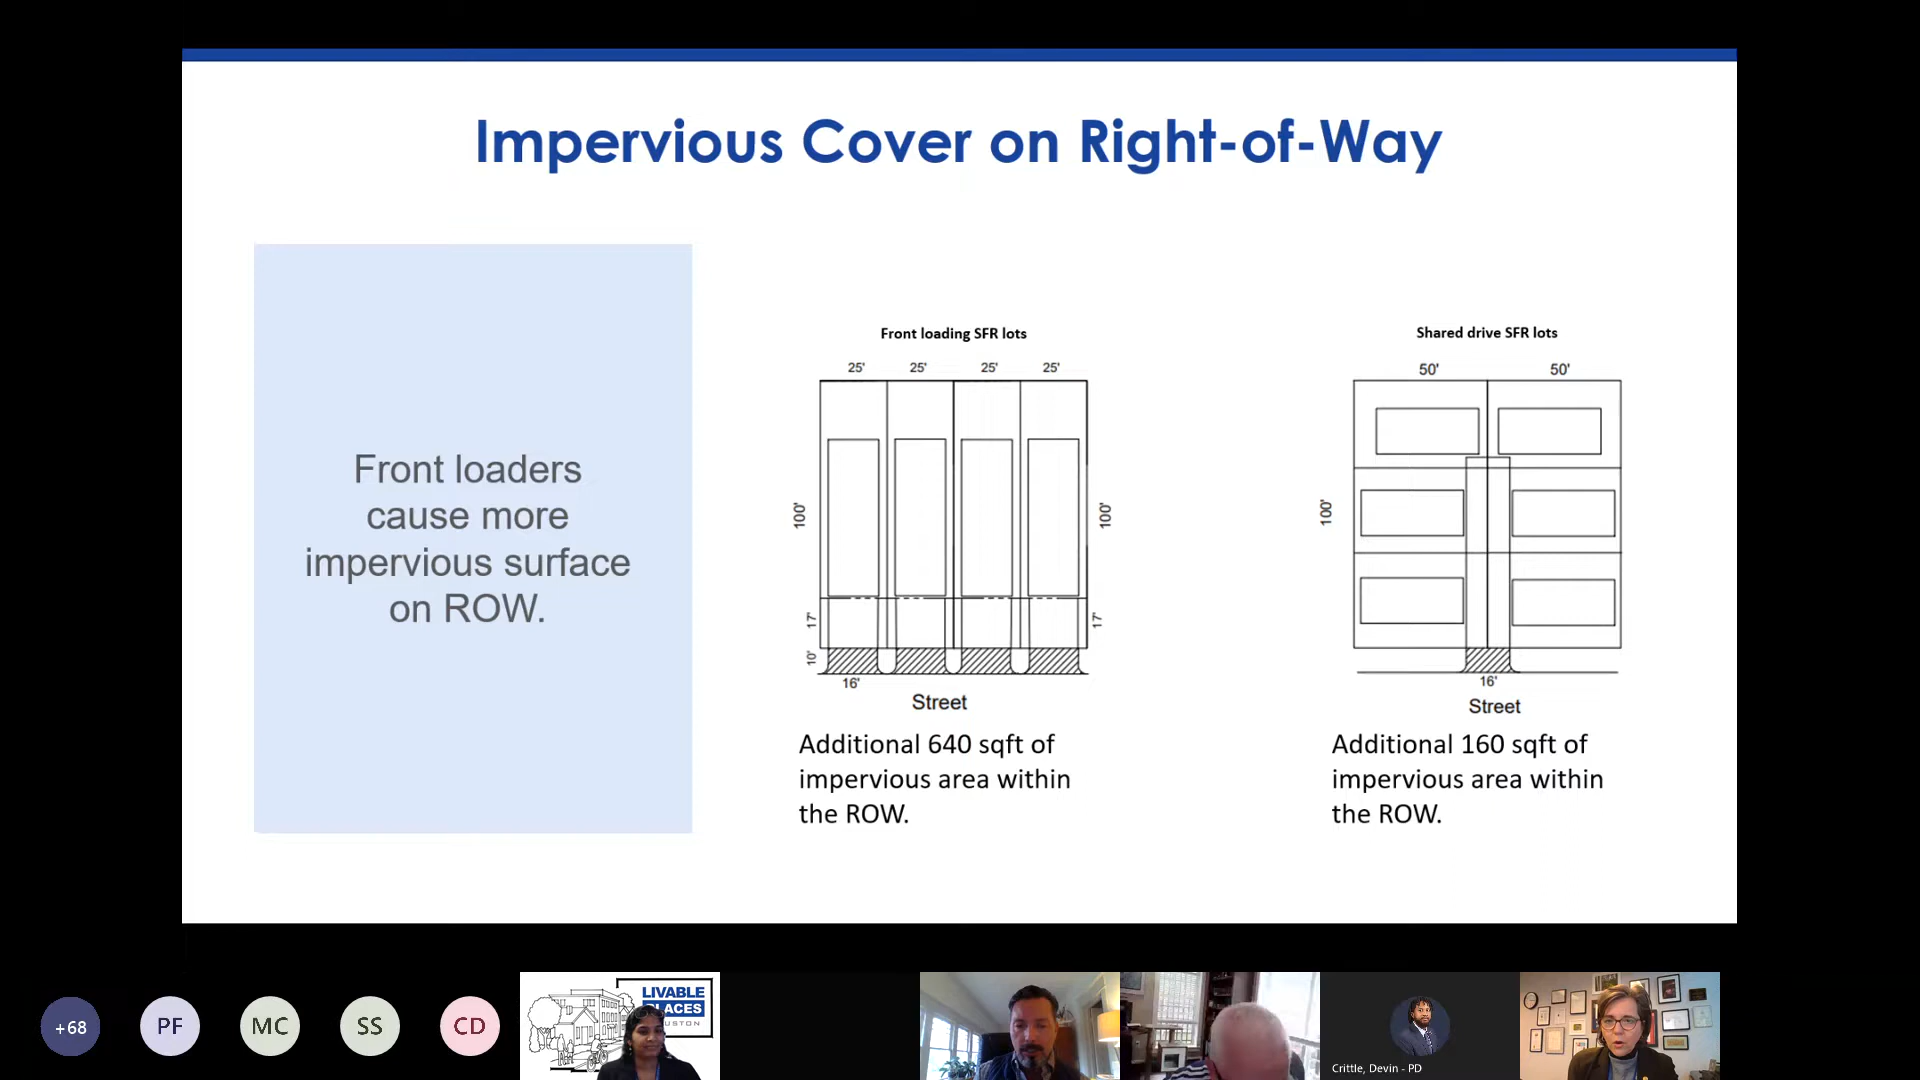 Impervious Cover on Right-of-Way
Front loaders
cause more
impervious surface
on ROW.
Front loading SFR lots
25' 25' 25' 25'
100' 100'
17' 17'
10'
16'
Street
Additional 640 sqft of
impervious area within
the ROW.
Shared drive SFR lots
50' 50'
100'
16'
Street
Additional 160 sqft of
impervious area within
the ROW.
+68 PF MC SS CD
LIVABLE
PLACES
Crittle, Devin - PD